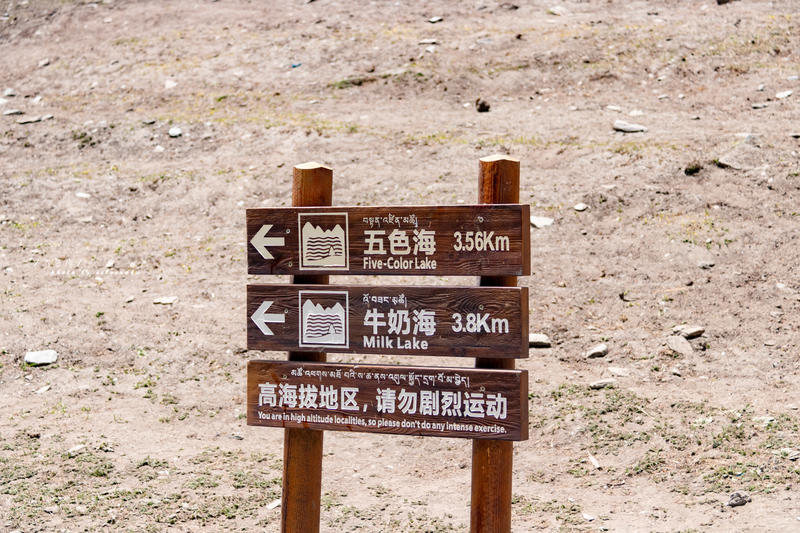 五色海 3.56Km
Five-Color Lake
འོ་བཟང་མཚོ།
牛奶海 3.8Km
Milk Lake
高海拔地区，请勿剧烈运动
You are in high altitude localities, so please don't do any intense exercise.